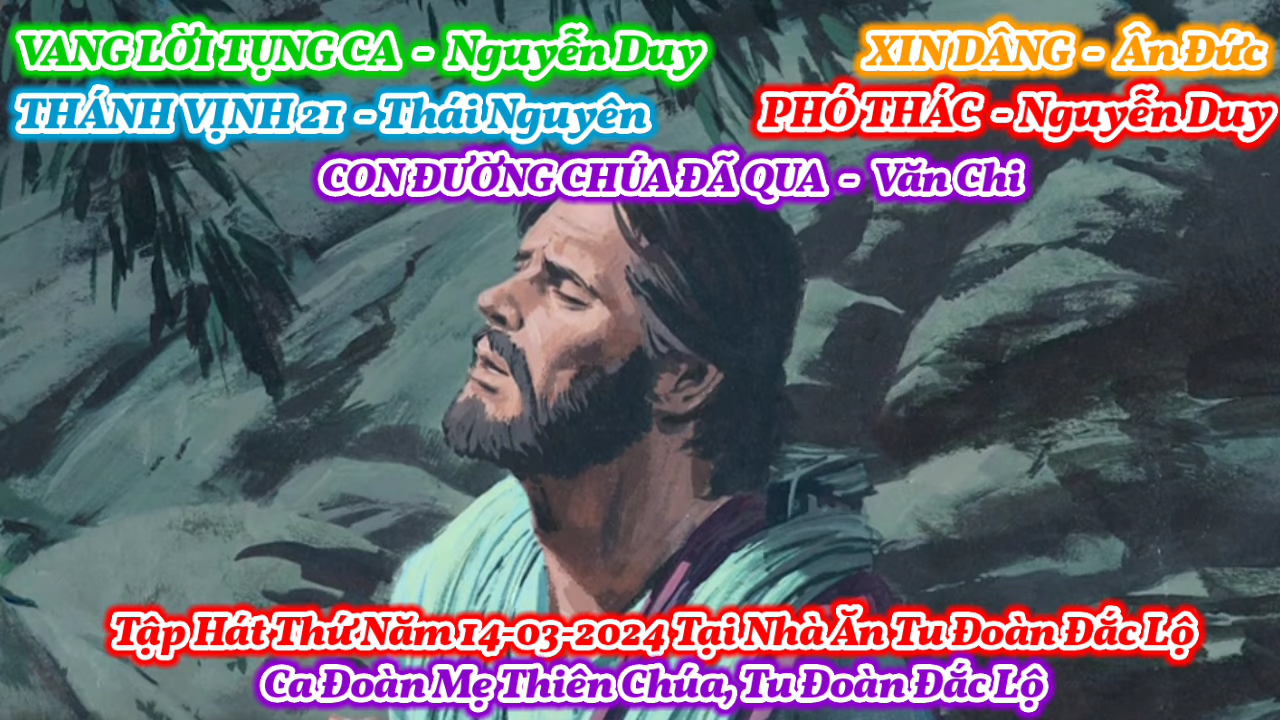 VANG LỜI TỤNG CA - Nguyễn Duy
XIN DÂNG - Ân Đức
THÁNH VỊNH 21 - Thái Nguyên
PHÓ THÁC - Nguyễn Duy
CON ĐƯỜNG CHÚA ĐÃ QUA - Văn Chi
Tập Hát Thứ Năm 14-03-2024 Tại Nhà Ăn Tu Đoàn Đắc Lộ
Ca Đoàn Mẹ Thiên Chúa, Tu Đoàn Đắc Lộ